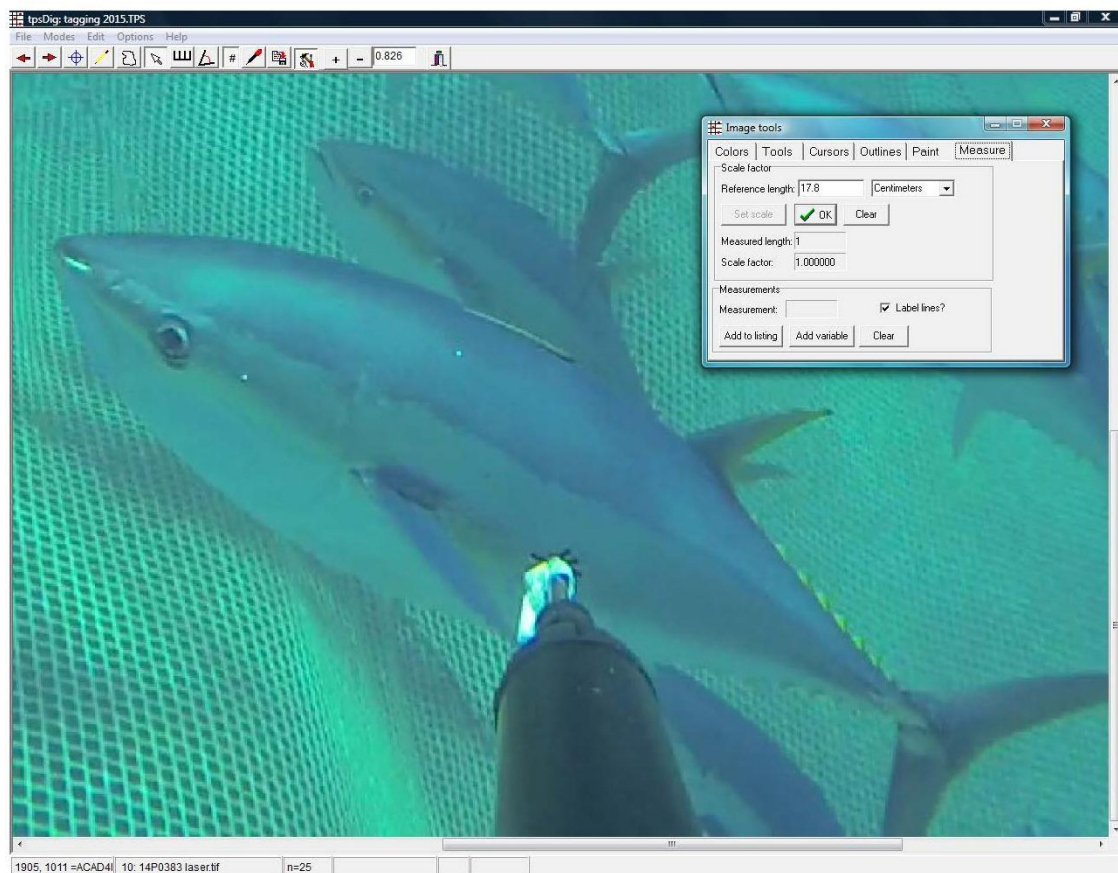 tpsDig: tagging 2015.TPS
File Modes Edit Options Help
# + - 0.826
Image tools
Colors Tools Cursors Outlines Paint Measure
Scale factor
Reference length: 17.8 Centimeters
Set scale OK Clear
Measured length: 1
Scale factor: 1.000000
Measurements
Measurement: Label lines?
Add to listing Add variable Clear
1905, 1011 =ACAD4I 10: 14P0383 laser.tif n=25